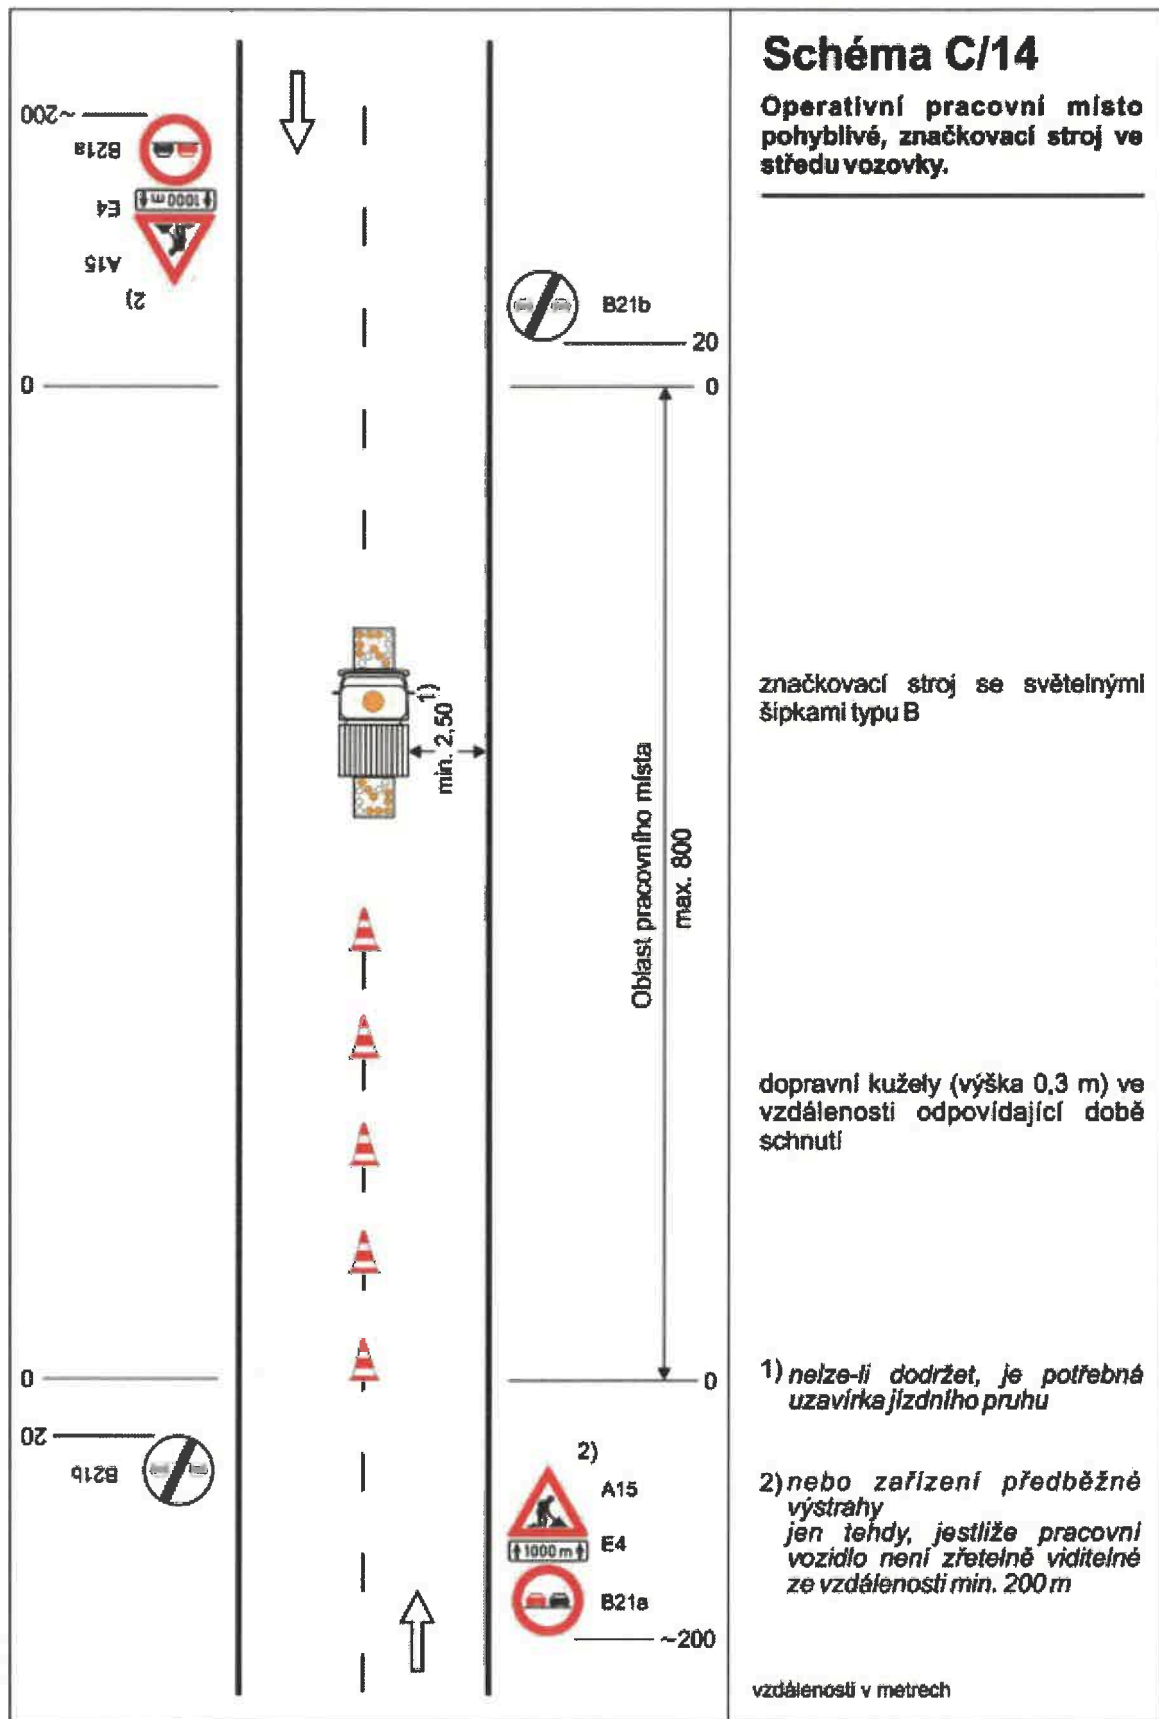 Schéma C/14
Operativní pracovní místo
pohyblivé, značkovací stroj ve
středu vozovky.
~200
B21a
1000 m
E4
A15
2)
B21b
20
0
0
značkovací stroj se světelnými
šipkami typu B
1)
min. 2,50
Oblast pracovního místa
max. 800
dopravní kužely (výška 0,3 m) ve
vzdálenosti odpovídající době
schnutí
0
0
1) nelze-li dodržet, je potřebná
uzavírka jízdního pruhu
20
B21b
2)
A15
1000 m
E4
B21a
~200
2) nebo zařízení předběžné
výstrahy
jen tehdy, jestliže pracovní
vozidlo není zřetelně viditelné
ze vzdálenosti min. 200 m
vzdálenosti v metrech